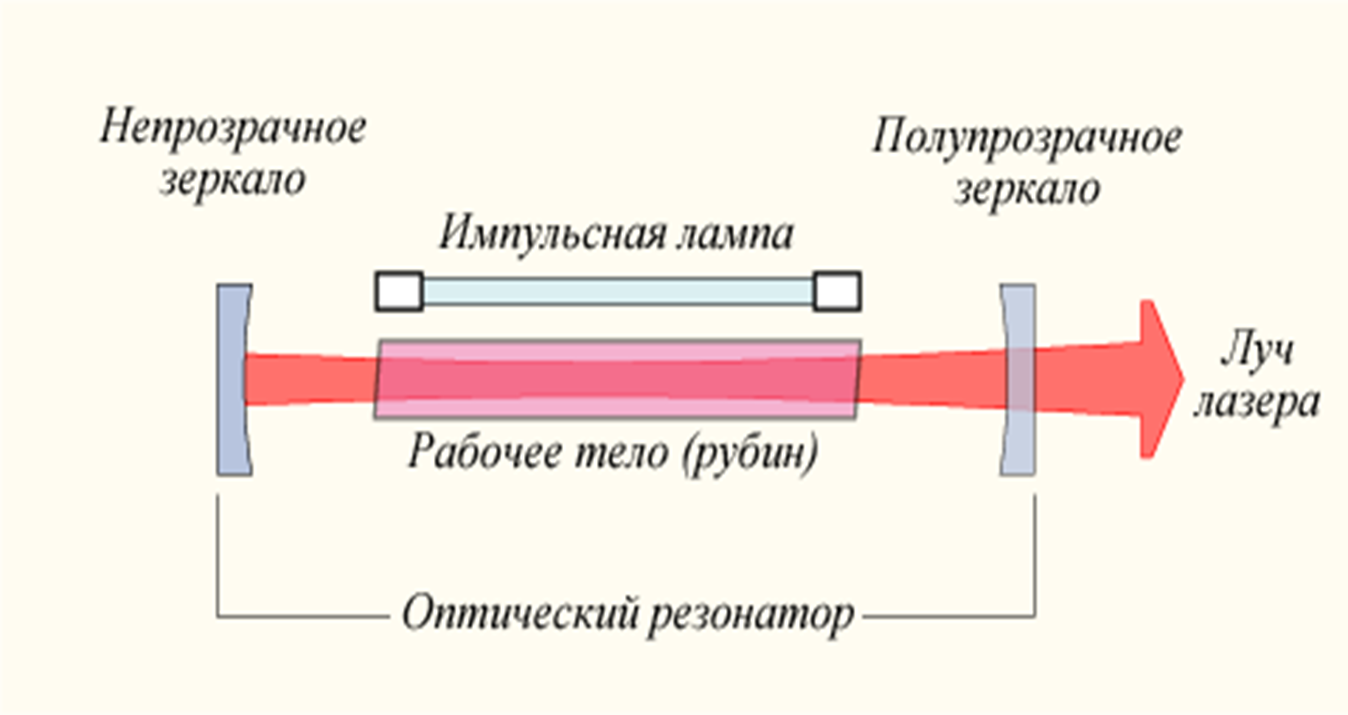 Непрозрачное
зеркало
Полупрозрачное
зеркало
Импульсная лампа
Луч
лазера
Рабочее тело (рубин)
Оптический резонатор